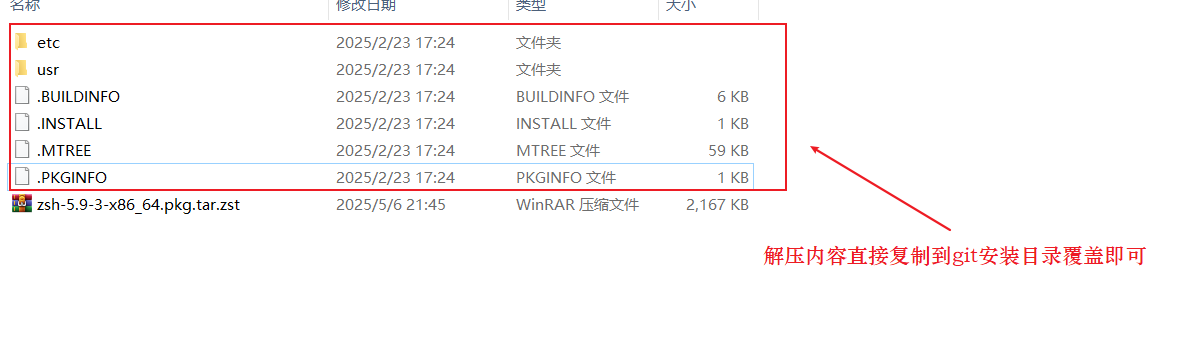 名称 修改日期 类型 大小
etc 2025/2/23 17:24 文件夹
usr 2025/2/23 17:24 文件夹
.BUILDINFO 2025/2/23 17:24 BUILDINFO 文件 6 KB
.INSTALL 2025/2/23 17:24 INSTALL 文件 1 KB
.MTREE 2025/2/23 17:24 MTREE 文件 59 KB
.PKGINFO 2025/2/23 17:24 PKGINFO 文件 1 KB
zsh-5.9-3-x86_64.pkg.tar.zst 2025/5/6 21:45 WinRAR 压缩文件 2,167 KB
解压内容直接复制到git安装目录覆盖即可